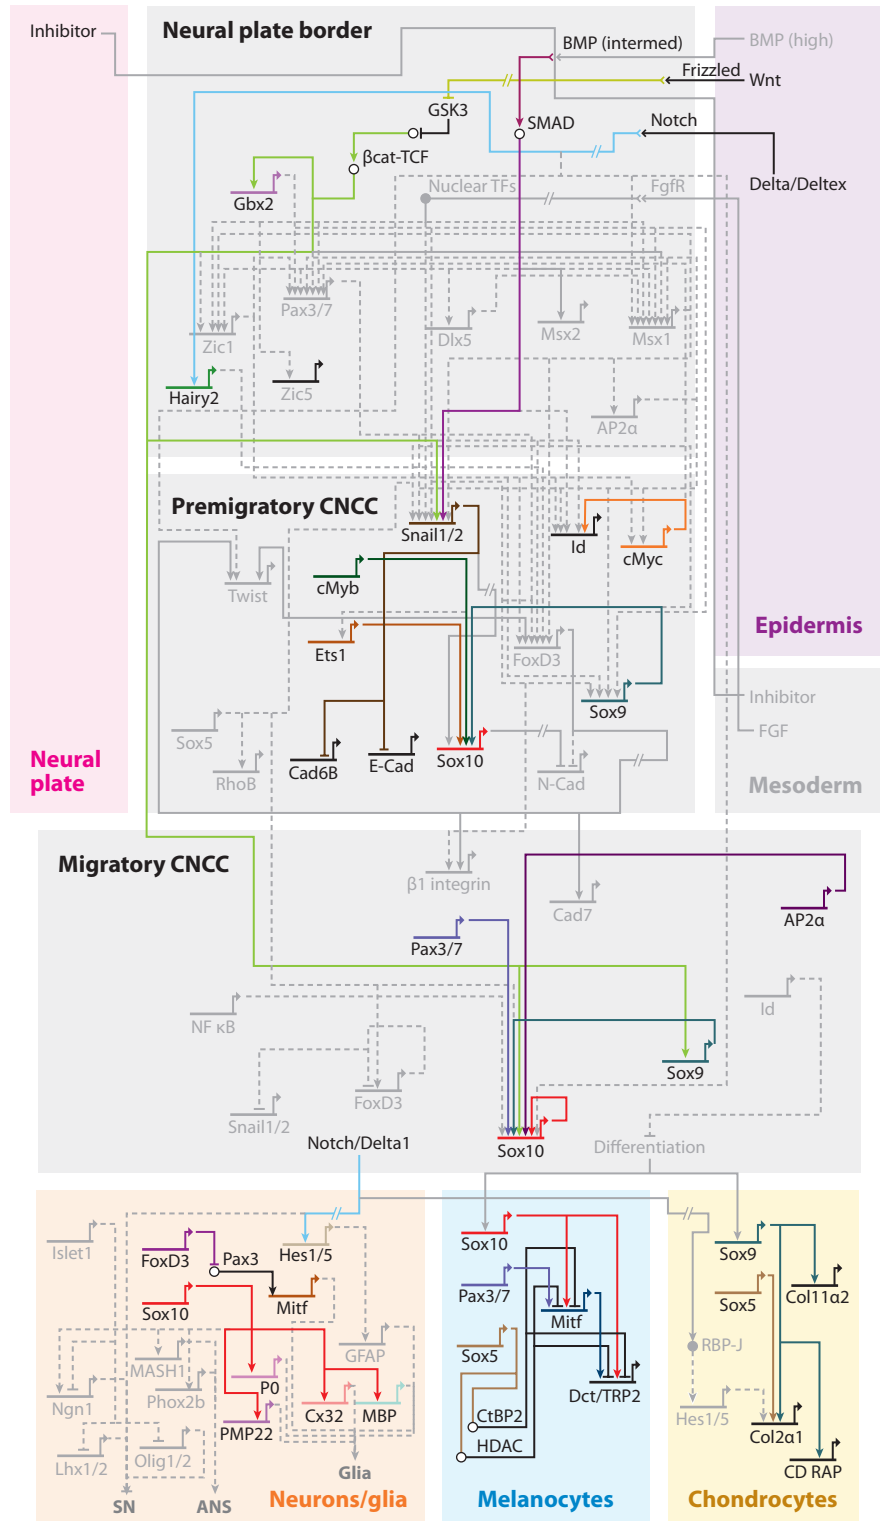 Inhibitor
Neural plate border
BMP (intermed)
BMP (high)
Frizzled
Wnt
GSK3
SMAD
Notch
βcat-TCF
Delta/Deltex
Gbx2
Nuclear TFs
FgfR
Pax3/7
Zic1
Dlx5
Msx2
Msx1
Hairy2
Zic5
AP2α
Premigratory CNCC
Snail1/2
Id
cMyc
Twist
cMyb
Epidermis
Ets1
FoxD3
Sox9
Inhibitor
FGF
Sox5
RhoB
Cad6B
E-Cad
Sox10
N-Cad
Neural
plate
Mesoderm
Migratory CNCC
β1 integrin
Cad7
AP2α
Pax3/7
NF κB
Id
Sox9
FoxD3
Snail1/2
Notch/Delta1
Sox10
Differentiation
Islet1
FoxD3
Pax3
Hes1/5
Sox10
Mitf
GFAP
MASH1
P0
Ngn1
Phox2b
PMP22
Cx32
MBP
Lhx1/2
Olig1/2
Glia
SN
ANS
Neurons/glia
Sox10
Pax3/7
Mitf
Sox5
Dct/TRP2
CtBP2
HDAC
Melanocytes
Sox9
Sox5
Col11α2
RBP-J
Hes1/5
Col2α1
CD RAP
Chondrocytes